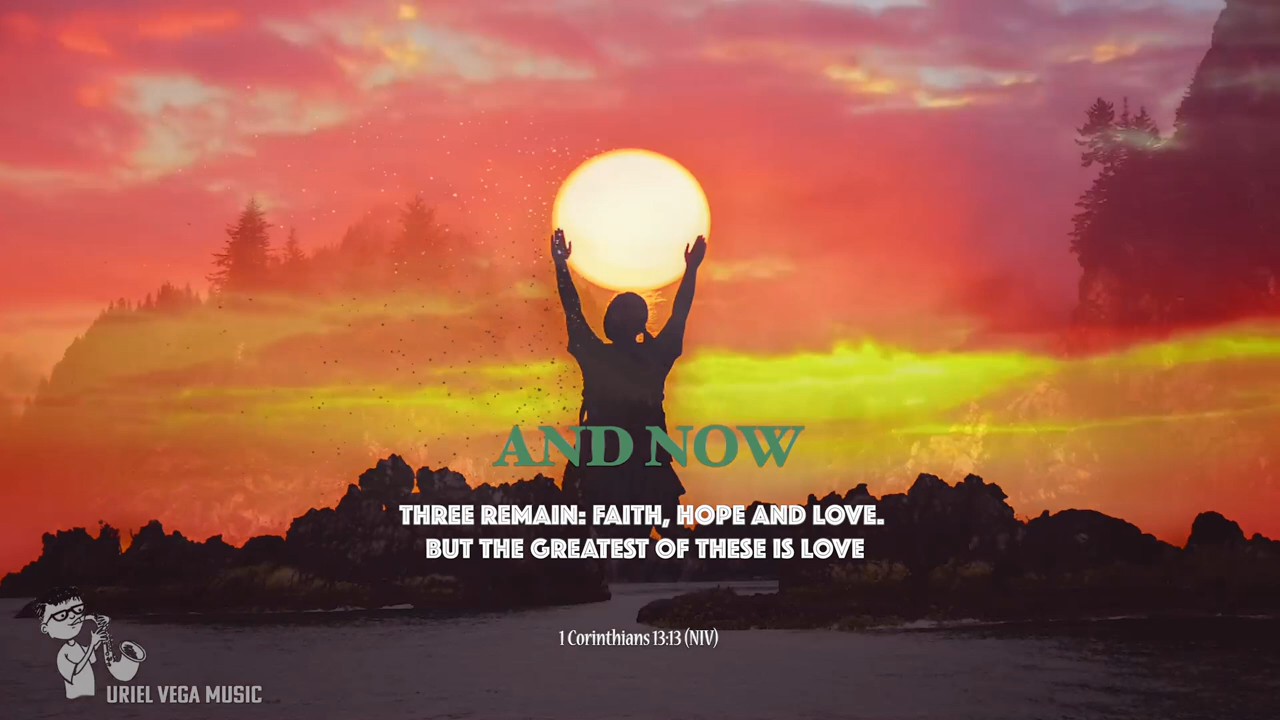 AND NOW
THREE REMAIN: FAITH, HOPE AND LOVE.
BUT THE GREATEST OF THESE IS LOVE
1 Corinthians 13:13 (NIV)
URIEL VEGA MUSIC